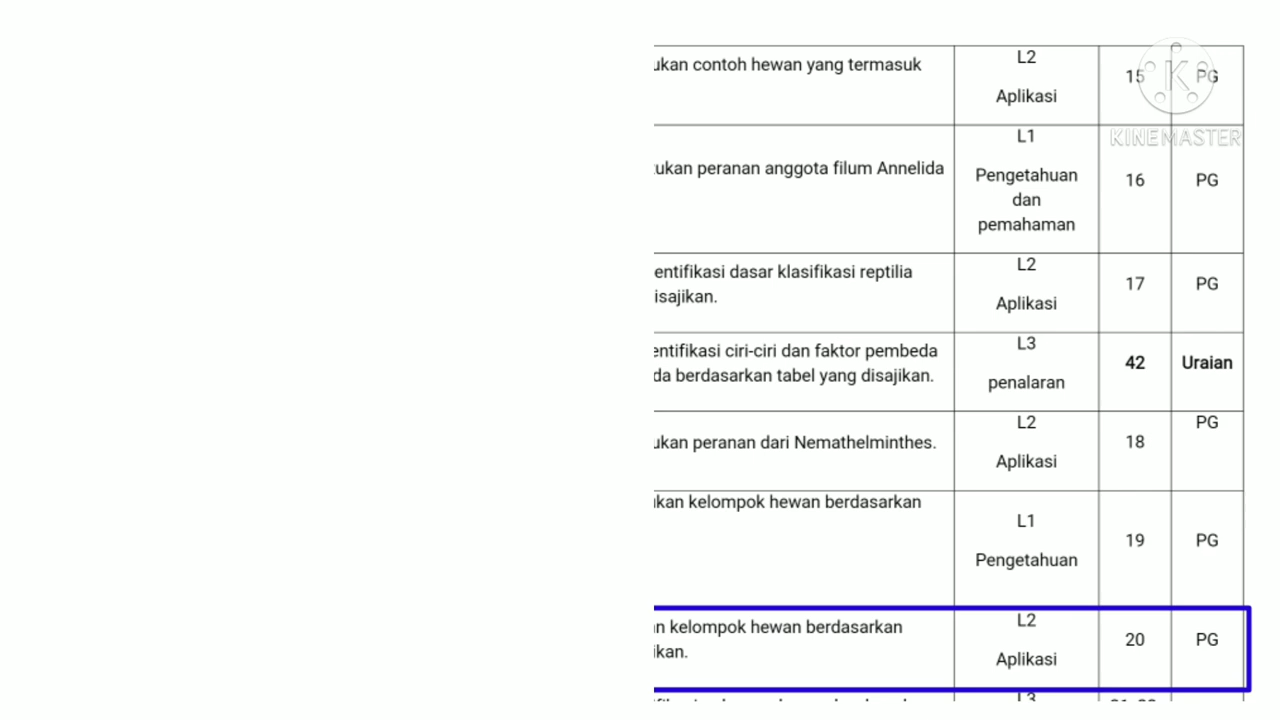 ukan contoh hewan yang termasuk
L2
Aplikasi
15
PG
KINEMASTER
tukan peranan anggota filum Annelida
L1
Pengetahuan
dan
pemahaman
16
PG
entifikasi dasar klasifikasi reptilia
isajikan.
L2
Aplikasi
17
PG
entifikasi ciri-ciri dan faktor pembeda
da berdasarkan tabel yang disajikan.
L3
penalaran
42
Uraian
ukan peranan dari Nemathelminthes.
L2
Aplikasi
18
PG
kan kelompok hewan berdasarkan
L1
Pengetahuan
19
PG
n kelompok hewan berdasarkan
ikan.
L2
Aplikasi
20
PG
L3